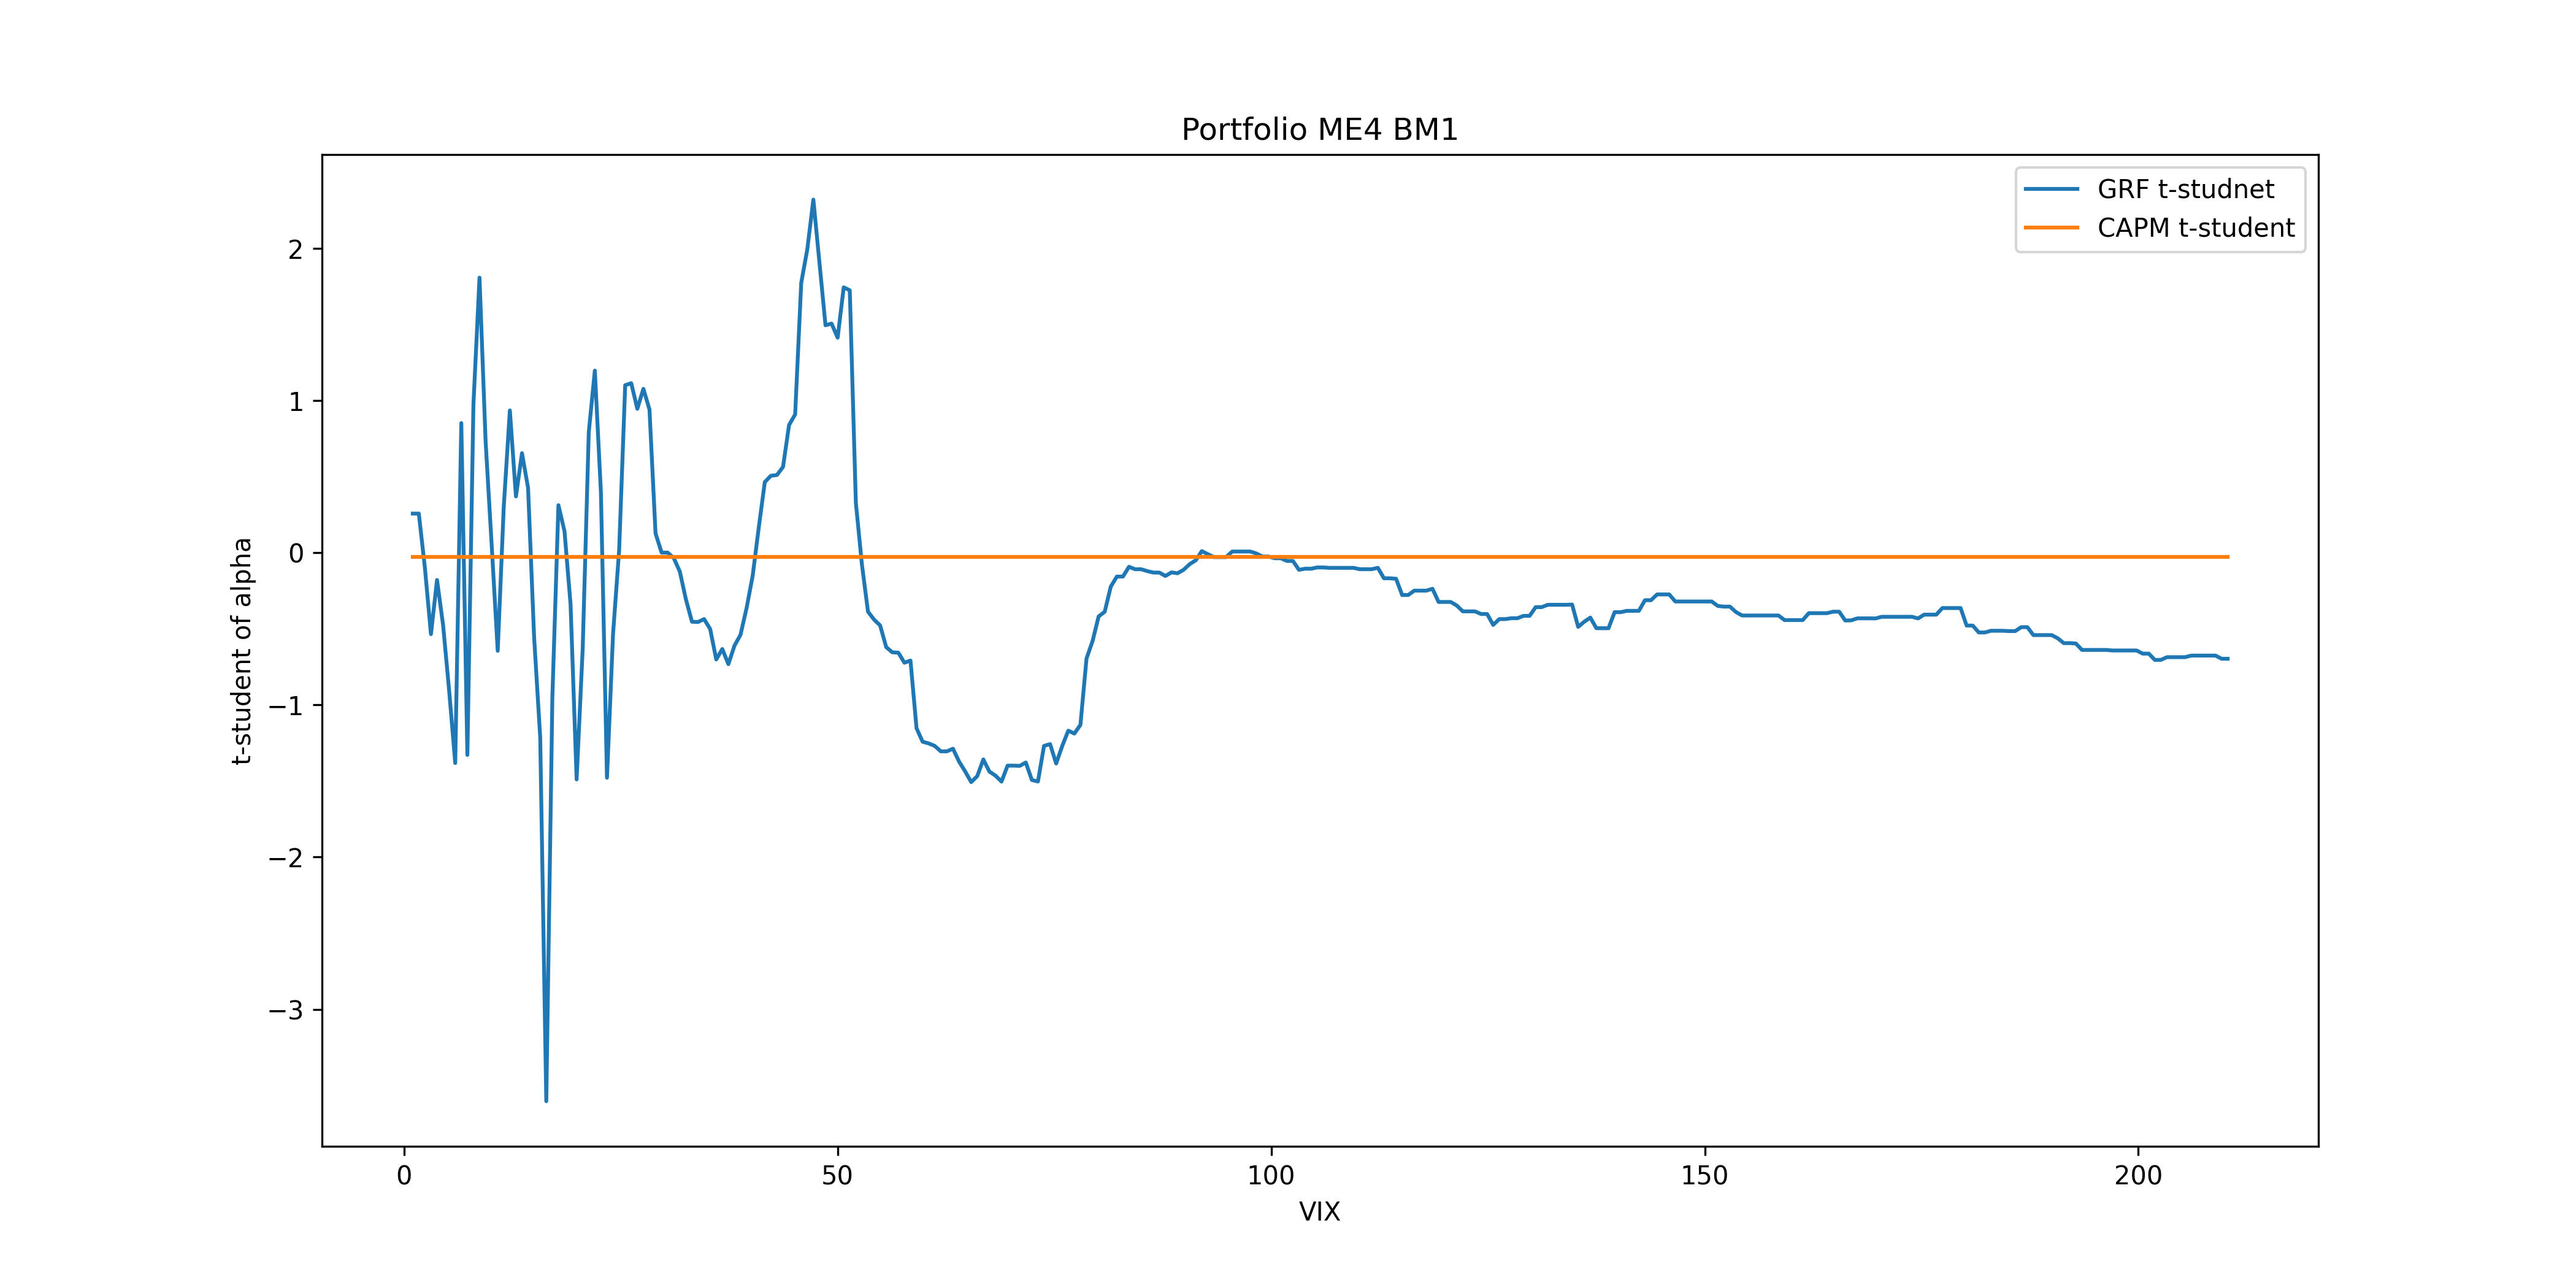 Portfolio ME4 BM1
GRF t-studnet
CAPM t-student
t-student of alpha
2
1
0
−1
−2
−3
0 50 100 150 200
VIX